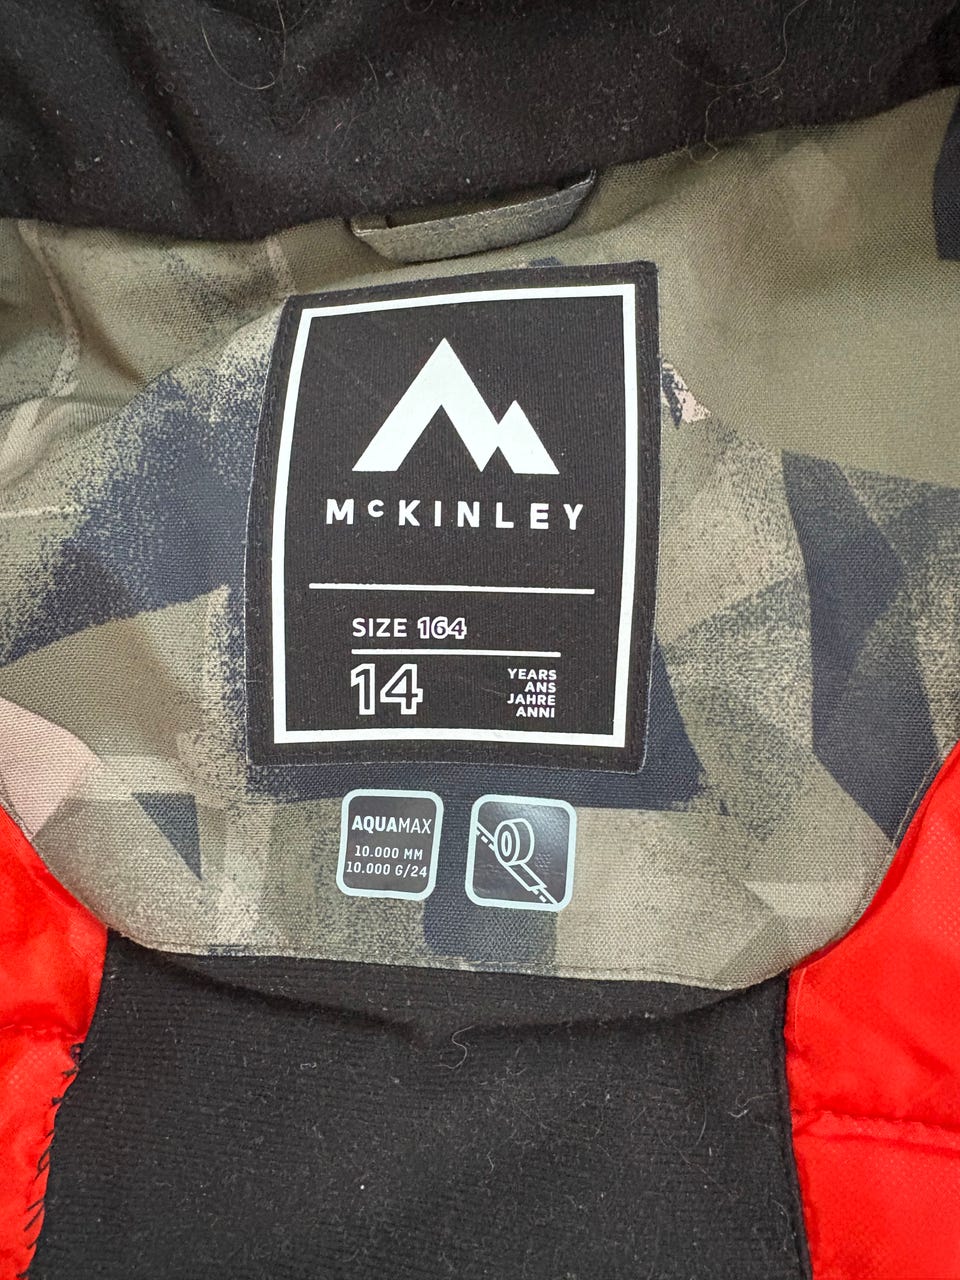 McKINLEY
SIZE 164
14
YEARS
ANS
JAHRE
ANNI
AQUAMAX
10.000 MM
10.000 G/24